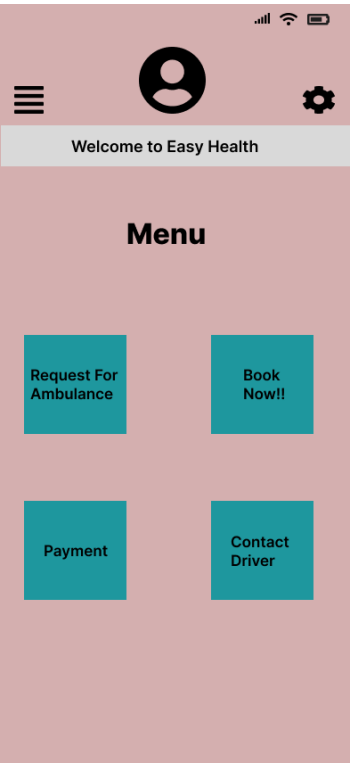 Welcome to Easy Health
Menu
Request For
Ambulance
Book
Now!!
Payment
Contact
Driver